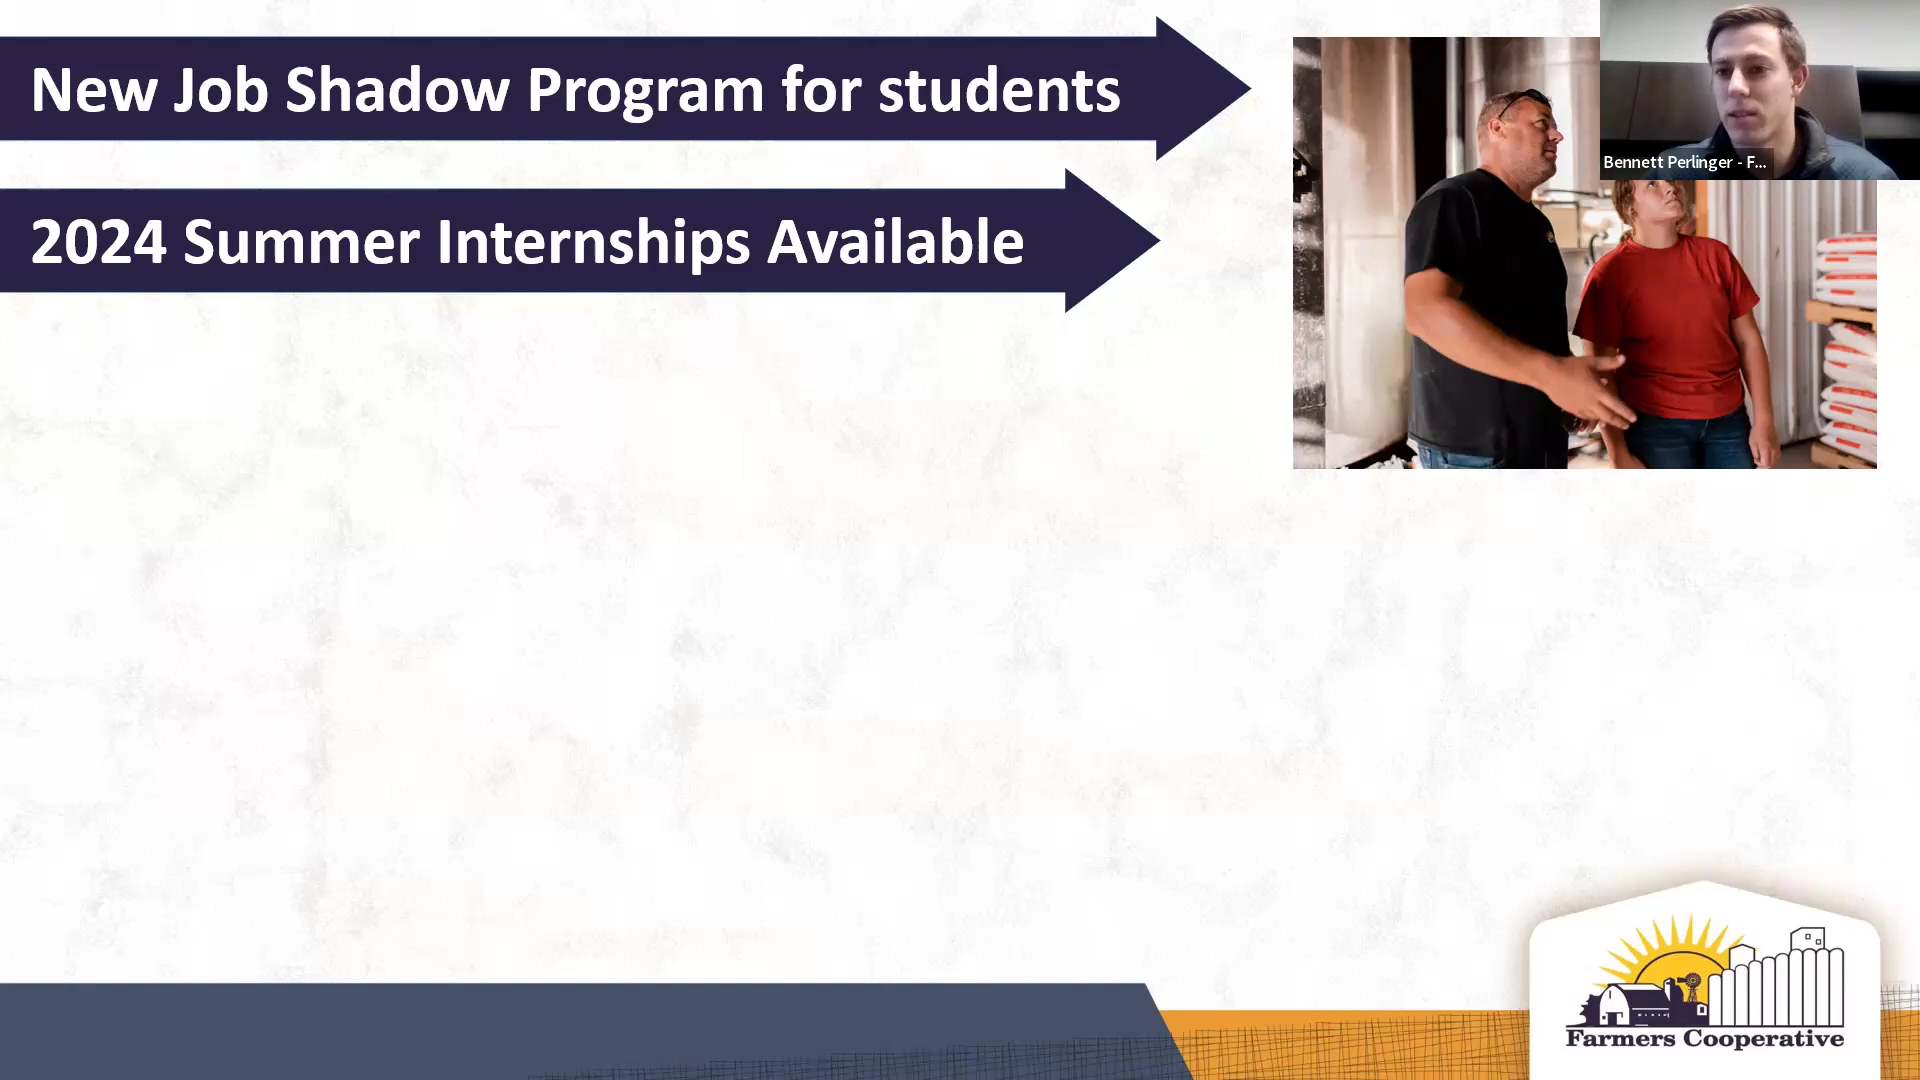 New Job Shadow Program for students
2024 Summer Internships Available
Bennett Perlinger - F...
Farmers Cooperative